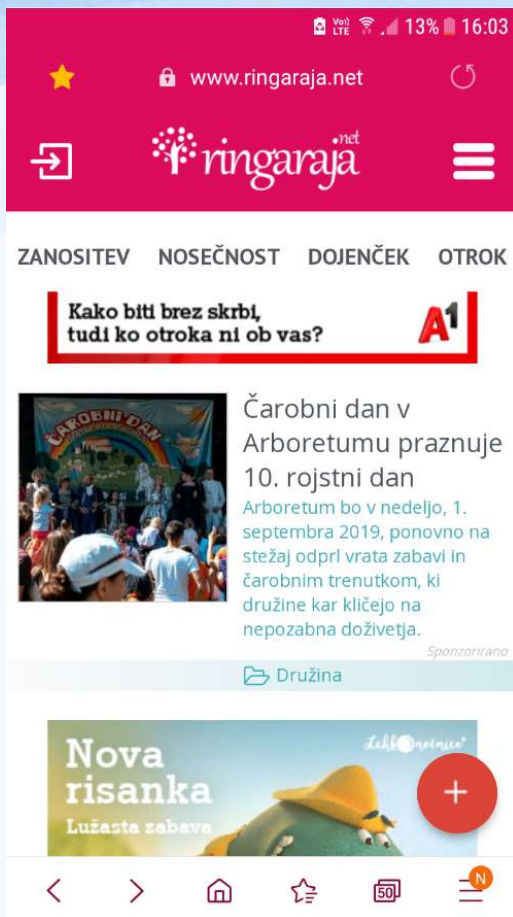 Vo)) LTE 13% 16:03
www.ringaraja.net
ringaraja.net
ZANOSITEV NOSEČNOST DOJENČEK OTROK
Kako biti brez skrbi,
tudi ko otroka ni ob vas?
A1
ČAROBNI DAN
Čarobni dan v
Arboretumu praznuje
10. rojstni dan
Arboretum bo v nedeljo, 1.
septembra 2019, ponovno na
stežaj odprl vrata zabavi in
čarobnim trenutkom, ki
družine kar kličejo na
nepozabna doživetja.
Sponzorirano
Družina
Lahkonočnice
Nova
risanka
Lužasta zabava
+
50
N